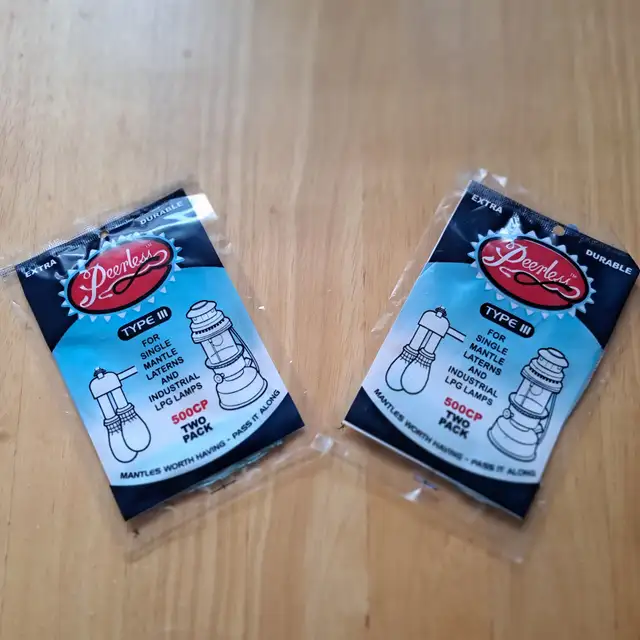 EXTRA DURABLE
Peerless™
TYPE III
FOR
SINGLE
MANTLE
LATERNS
AND
INDUSTRIAL
LPG LAMPS
500CP
TWO
PACK
MANTLES WORTH HAVING - PASS IT ALONG
EXTRA DURABLE
Peerless™
TYPE III
FOR
SINGLE
MANTLE
LATERNS
AND
INDUSTRIAL
LPG LAMPS
500CP
TWO
PACK
MANTLES WORTH HAVING - PASS IT ALONG